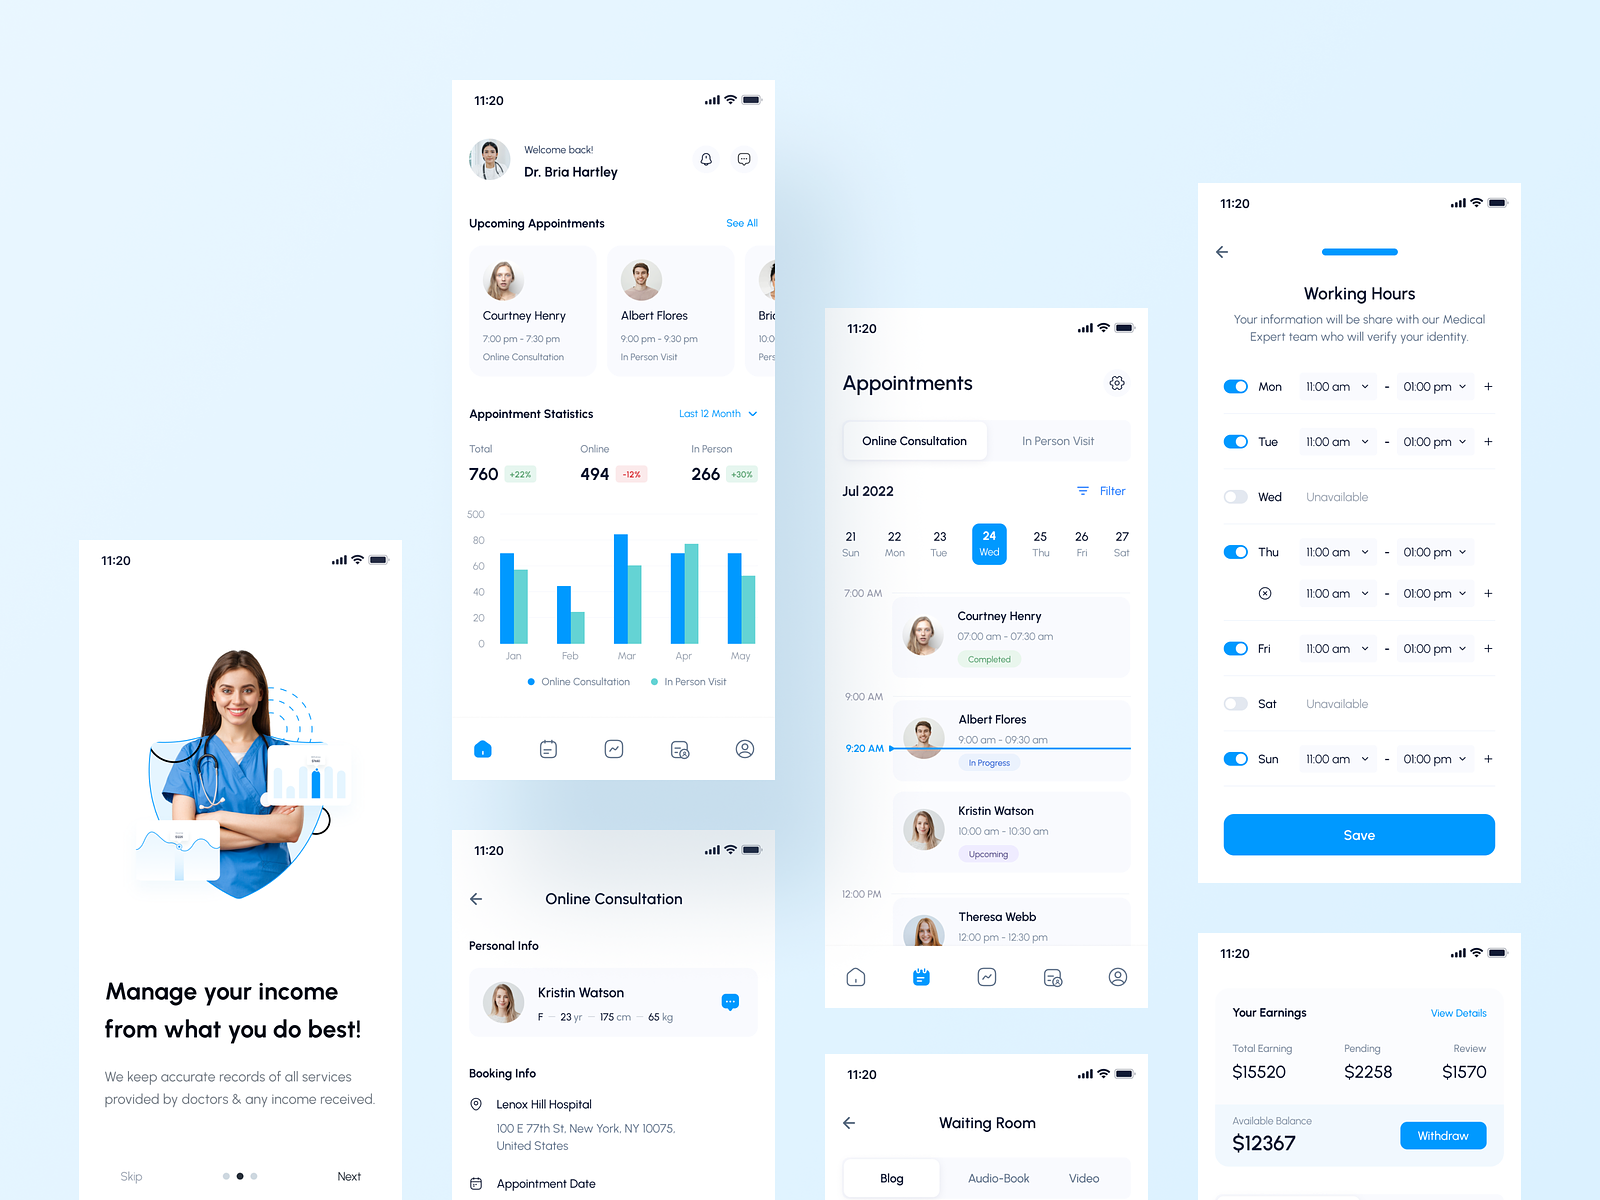 11:20
Manage your income
from what you do best!
We keep accurate records of all services
provided by doctors & any income received.
Skip
Next
11:20
Welcome back!
Dr. Bria Hartley
Upcoming Appointments
See All
Courtney Henry
7:00 pm - 7:30 pm
Online Consultation
Albert Flores
9:00 pm - 9:30 pm
In Person Visit
Appointment Statistics
Last 12 Month
Total
Online
In Person
760 +22%
494 -12%
266 +30%
500
80
60
40
20
0
Jan Feb Mar Apr May
Online Consultation In Person Visit
11:20
Online Consultation
Personal Info
Kristin Watson
F — 23 yr — 175 cm — 65 kg
Booking Info
Lenox Hill Hospital
100 E 77th St, New York, NY 10075,
United States
Appointment Date
11:20
Appointments
Online Consultation
In Person Visit
Jul 2022
Filter
21 22 23 24 25 26 27
Sun Mon Tue Wed Thu Fri Sat
7:00 AM
Courtney Henry
07:00 am - 07:30 am
Completed
9:00 AM
Albert Flores
9:00 am - 09:30 am
9:20 AM
In Progress
Kristin Watson
10:00 am - 10:30 am
Upcoming
12:00 PM
Theresa Webb
12:00 pm - 12:30 pm
11:20
Waiting Room
Blog
Audio-Book
Video
11:20
Working Hours
Your information will be share with our Medical
Expert team who will verify your identity.
Mon 11:00 am - 01:00 pm +
Tue 11:00 am - 01:00 pm +
Wed Unavailable
Thu 11:00 am - 01:00 pm
11:00 am - 01:00 pm +
Fri 11:00 am - 01:00 pm +
Sat Unavailable
Sun 11:00 am - 01:00 pm +
Save
11:20
Your Earnings
View Details
Total Earning
Pending
Review
$15520
$2258
$1570
Available Balance
$12367
Withdraw